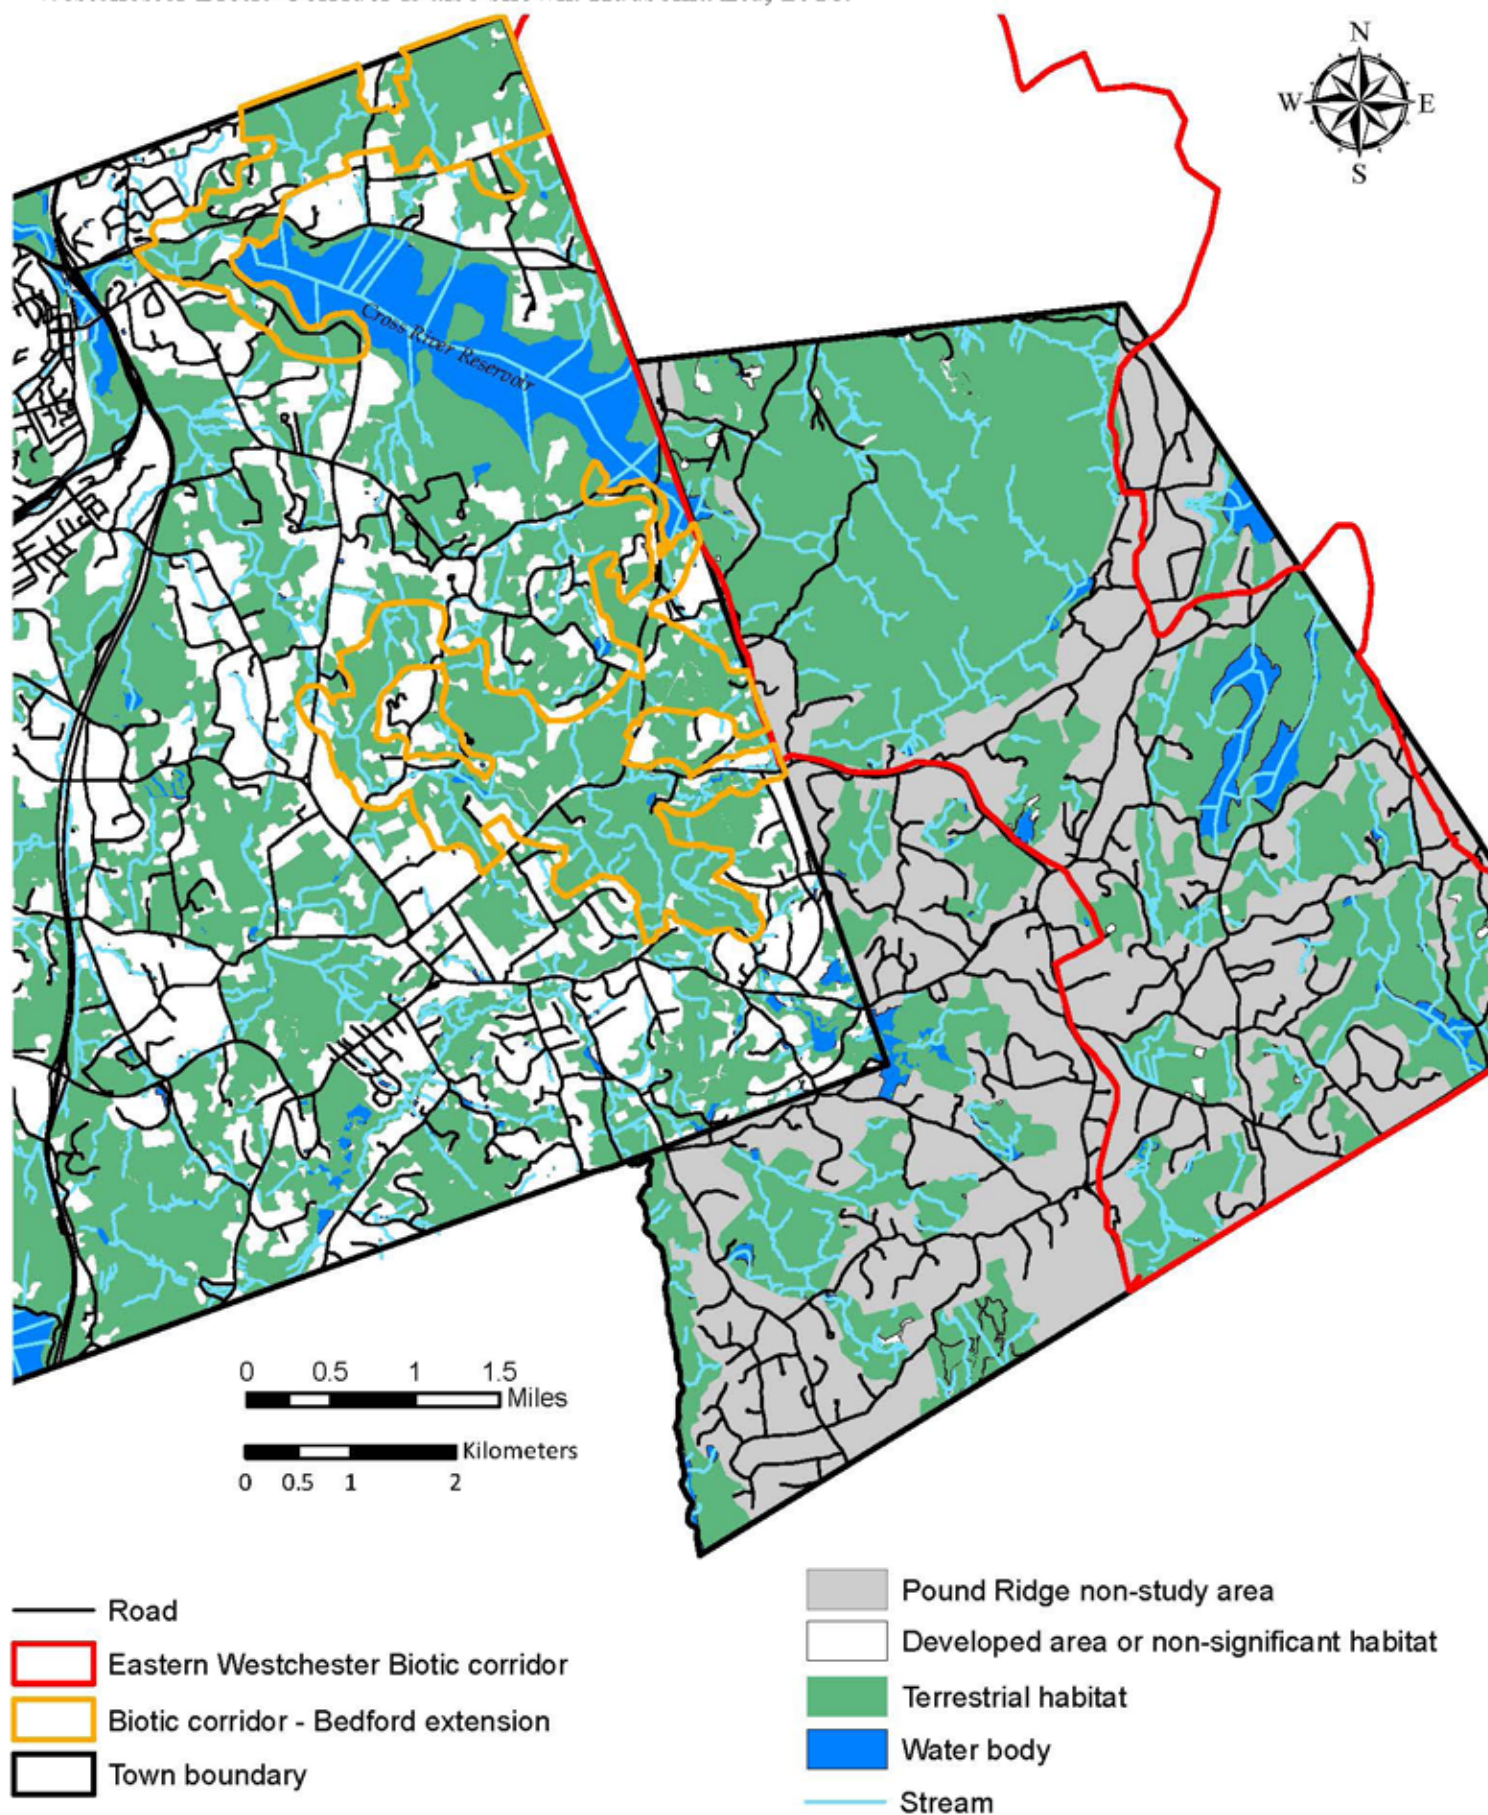 N
W E
S
Cross River Reservoir
0 0.5 1 1.5
Miles
Kilometers
0 0.5 1 2
Road
Eastern Westchester Biotic corridor
Biotic corridor - Bedford extension
Town boundary
Pound Ridge non-study area
Developed area or non-significant habitat
Terrestrial habitat
Water body
Stream